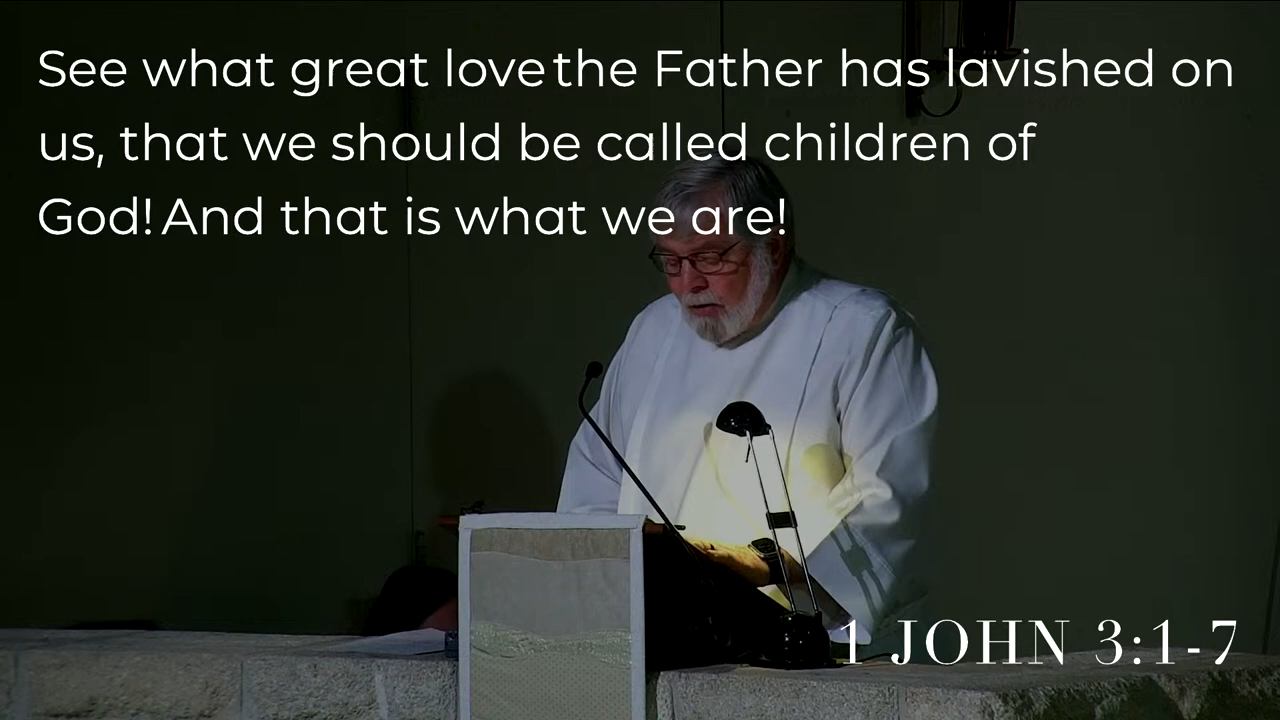 See what great love the Father has lavished on
us, that we should be called children of
God! And that is what we are!
1 JOHN 3:1-7